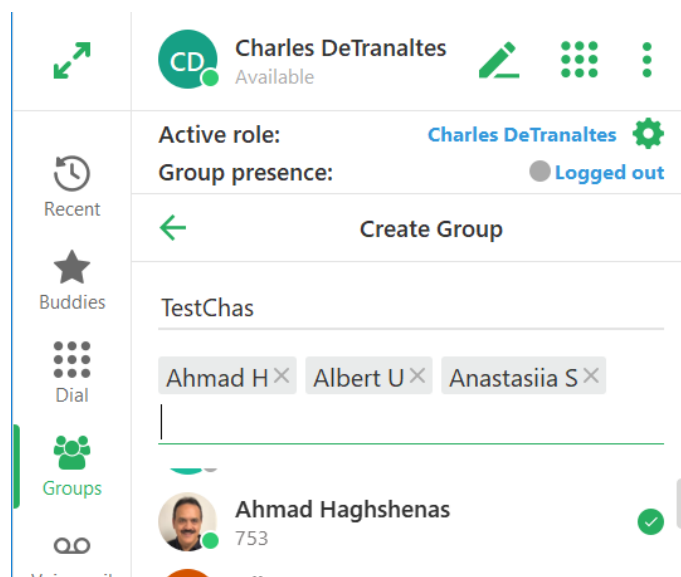 CD
Charles DeTranaltes
Available
Active role:
Charles DeTranaltes
Group presence:
Logged out
Recent
Buddies
Dial
Groups
Create Group
TestChas
Ahmad H
Albert U
Anastasiia S
Ahmad Haghshenas
753